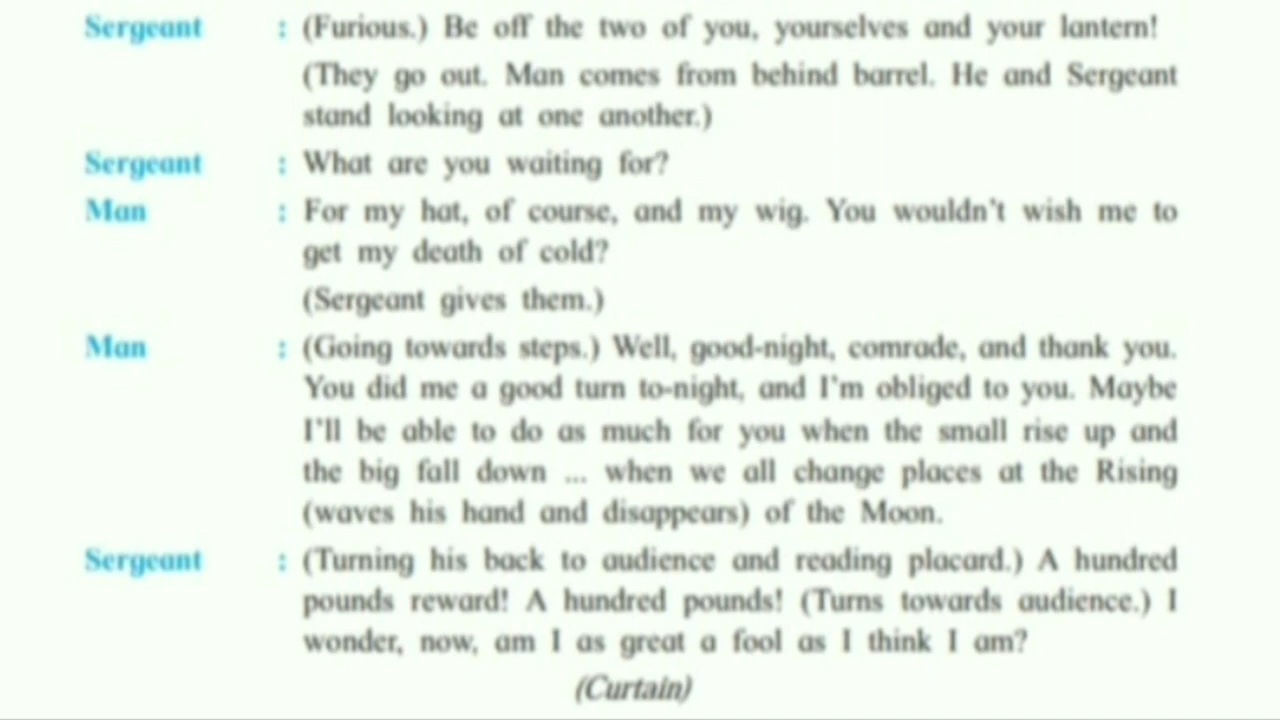 Sergeant : (Furious.) Be off the two of you, yourselves and your lantern!
(They go out. Man comes from behind barrel. He and Sergeant
stand looking at one another.)
Sergeant : What are you waiting for?
Man : For my hat, of course, and my wig. You wouldn't wish me to
get my death of cold?
(Sergeant gives them.)
Man : (Going towards steps.) Well, good-night, comrade, and thank you.
You did me a good turn to-night, and I'm obliged to you. Maybe
I'll be able to do as much for you when the small rise up and
the big fall down ... when we all change places at the Rising
(waves his hand and disappears) of the Moon.
Sergeant : (Turning his back to audience and reading placard.) A hundred
pounds reward! A hundred pounds! (Turns towards audience.) I
wonder, now, am I as great a fool as I think I am?
(Curtain)